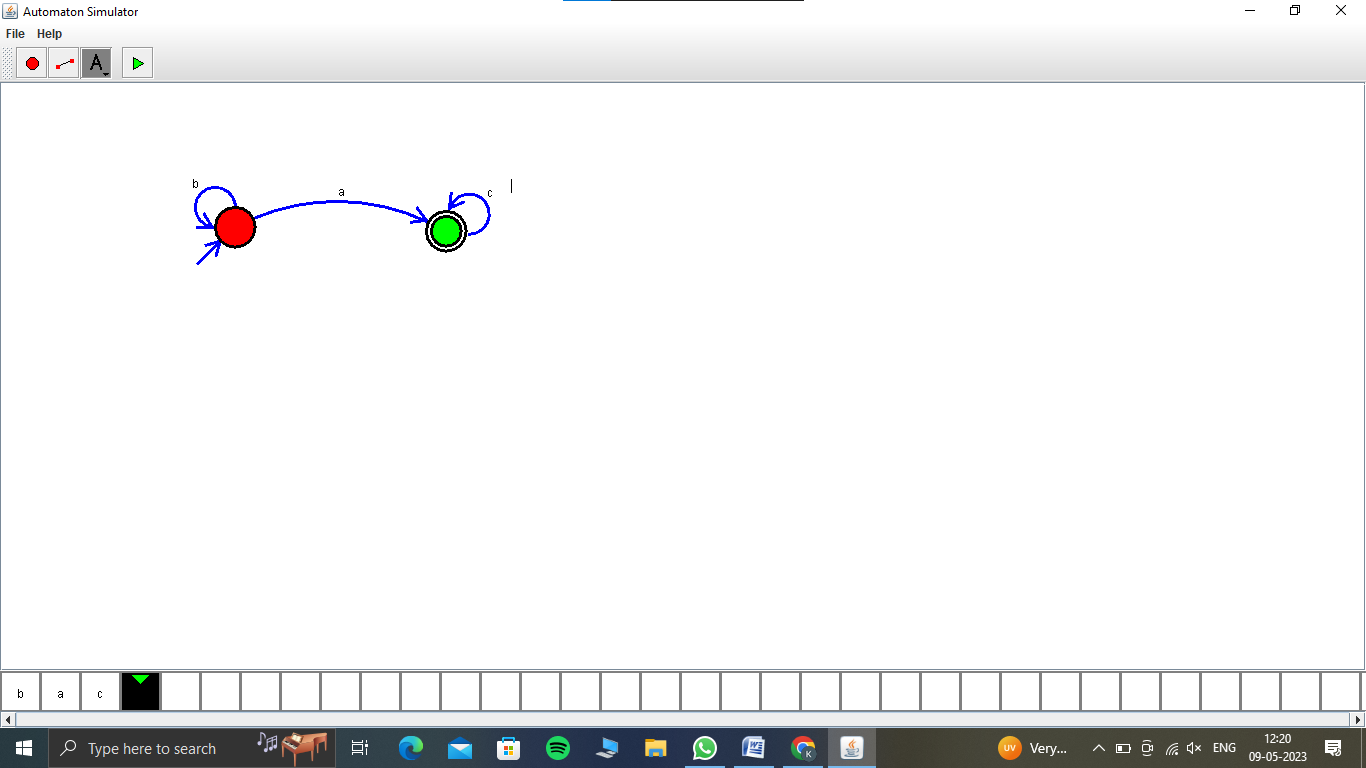 Automaton Simulator
File Help
A
b
a
c
b a c
Type here to search
UV Very... ENG
12:20
09-05-2023